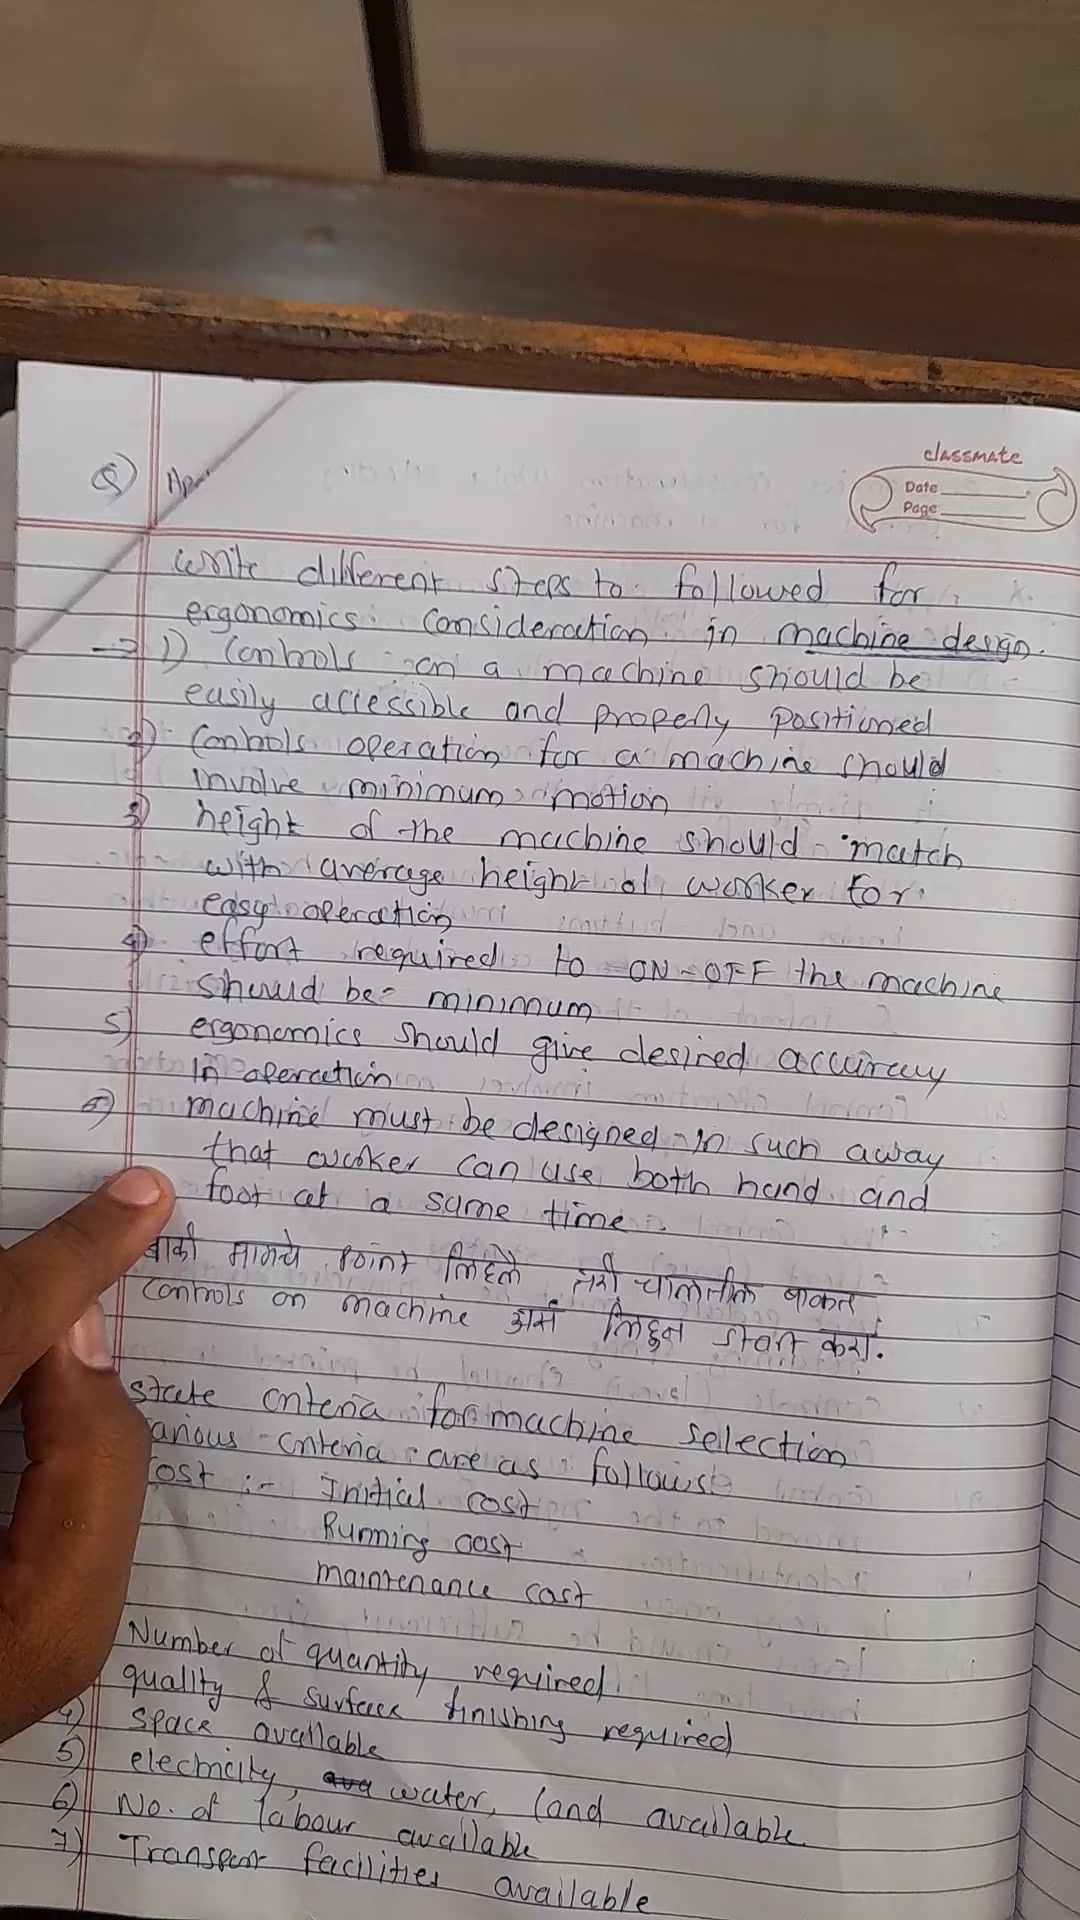 classmate
Date
Page
Q)
write different steps to followed for
ergonomics consideration in machine design.
→ 1) Controls on a machine should be
easily accessible and properly positioned
2) Controls operation for a machine should
involve minimum motion
3) height of the machine should match
with average height of worker for
easy operation
4) effort required to ON-OFF the machine
should be minimum
5) ergonomics should give desired accuracy
in operation
machine must be designed in such away
that worker can use both hand and
foot at a same time.
बाकी मागचे point लिहले तरी चालतील बाकत
controls on machine असं लिहुन start करा.
state criteria for machine selection
various criteria are as follows
cost :- Initial cost
Running cost
maintenance cost
Number of quantity required
quality & surface finishing required
4) space available
5) electricity, water, land available
6) No. of labour available
7) Transport facilities available